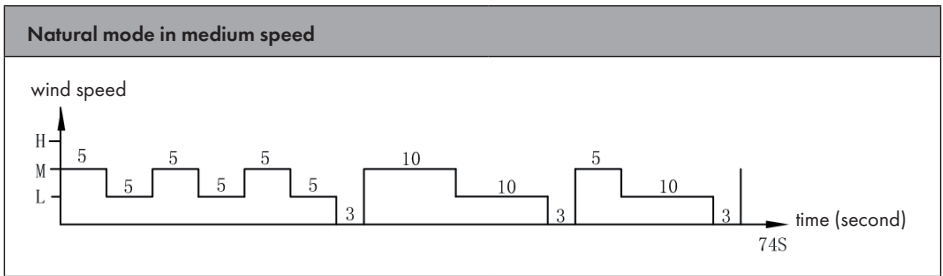 Natural mode in medium speed
wind speed
H
5 5 5 10 5
M
5 5 5 10 10
L
3 3 3
time (second)
74S